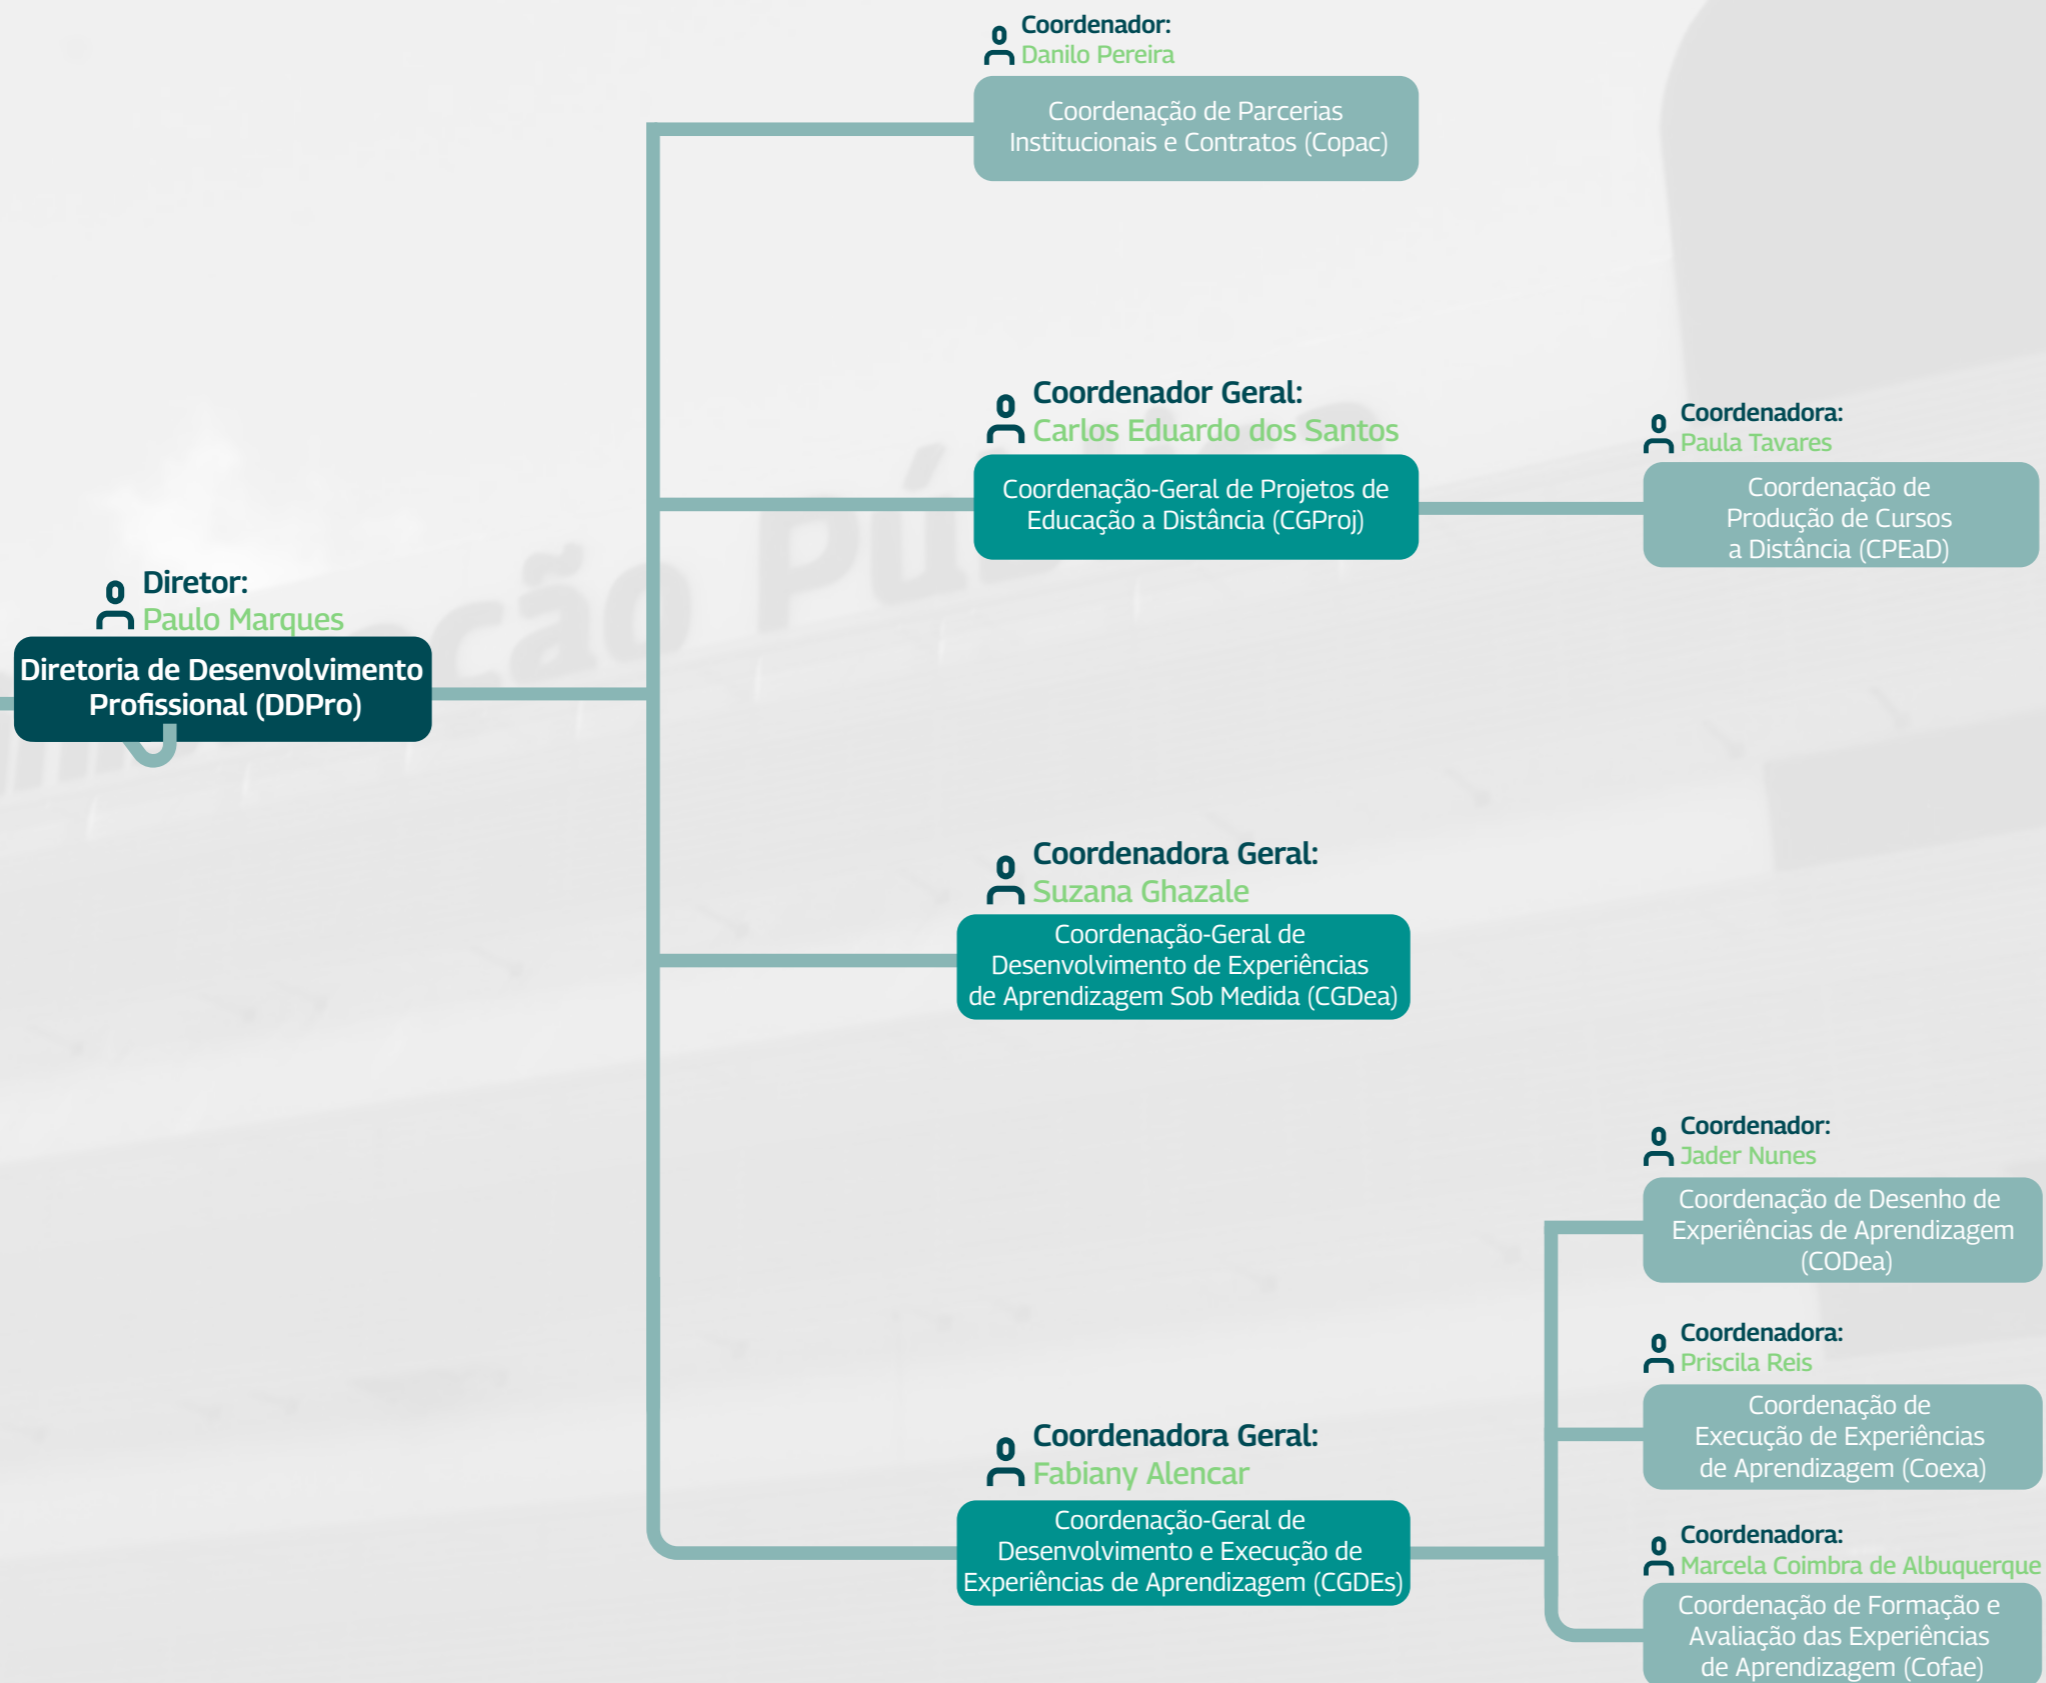 Coordenador:
Danilo Pereira
Coordenação de Parcerias
Institucionais e Contratos (Copac)
Coordenador Geral:
Carlos Eduardo dos Santos
Coordenação-Geral de Projetos de
Educação a Distância (CGProj)
Coordenadora:
Paula Tavares
Coordenação de
Produção de Cursos
a Distância (CPEaD)
Diretor:
Paulo Marques
Diretoria de Desenvolvimento
Profissional (DDPro)
Coordenadora Geral:
Suzana Ghazale
Coordenação-Geral de
Desenvolvimento de Experiências
de Aprendizagem Sob Medida (CGDea)
Coordenadora Geral:
Fabiany Alencar
Coordenação-Geral de
Desenvolvimento e Execução de
Experiências de Aprendizagem (CGDEs)
Coordenador:
Jader Nunes
Coordenação de Desenho de
Experiências de Aprendizagem
(CODea)
Coordenadora:
Priscila Reis
Coordenação de
Execução de Experiências
de Aprendizagem (Coexa)
Coordenadora:
Marcela Coimbra de Albuquerque
Coordenação de Formação e
Avaliação das Experiências
de Aprendizagem (Cofae)